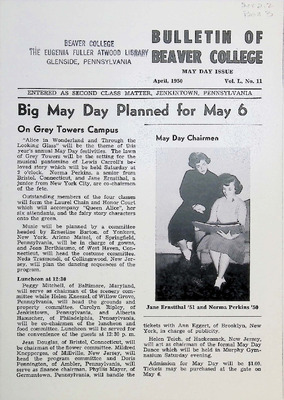 BEAVER COLLEGE
THE EUGENIA FULLER ATWOOD LIBRARY
GLENSIDE, PENNSYLVANIA
BULLETIN OF
BEAVER COLLEGE
MAY DAY ISSUE
April, 1950
Vol. L, No. 11
ENTERED AS SECOND CLASS MATTER, JENKINTOWN, PENNSYLVANIA
Big May Day Planned for May 6
On Grey Towers Campus
"Alice in Wonderland and Through the
Looking Glass" will be the theme of this
year's annual May Day festivities. The lawn
of Grey Towers will be the setting for the
musical pantomime of Lewis Carroll's be-
loved story which will be held Saturday at
2 o'clock. Norma Perkins, a senior from
Bristol, Connecticut, and Jane Ernsthal, a
junior from New York City, are co-chairmen
of the fete.
Outstanding members of the four classes
will form the Laurel Chain and Honor Court
which will accompany "Queen Alice", her
six attendants, and the fairy story characters
onto the green.
Music will be planned by a committee
headed by Ernestine Barton, of Yonkers,
New York. Arlene Matzel, of Springfield,
Pennsylvania, will be in charge of gowns,
and Joan Berthiaume, of West Haven, Con-
necticut, will head the costume committee.
Neda Transcoll, of Collingswood, New Jer-
sey, will plan the dancing sequences of the
program.
Luncheon at 12:30
Peggy Mitchell, of Baltimore, Maryland,
will serve as chairman of the scenery com-
mittee while Helen Knezel, of Willow Grove,
Pennsylvania, will head the grounds and
property committee. Carolyn Ripley, of
Jenkintown, Pennsylvania, and Alberta
Hauscher, of Philadelphia, Pennsylvania,
will be co-chairmen of the luncheon and
food committee. Luncheon will be served for
the convenience of the guests at 12:30 p. m.
Jean Douglas, of Bristol, Connecticut, will
be chairman of the flower committee. Mildred
of Millville, New Jersey, will
head the program committee and Doris
Pennington, of Ambler, Pennsylvania, will
serve as finance chairman. Phyllis Mayer, of
Germantown, Pennsylvania, will handle the
May Day Chairmen
Jane Ernsthal '51 and Norma Perkins '50
tickets with Ann Eggert, of Brooklyn, New
York, in charge of publicity.
Helen Teich, of Hackensack, New Jersey,
will act as chairman of the formal May Day
Dance which will be held in Murphy Gym-
nasium Saturday evening.
Admission for May Day will be $1.00.
Tickets may be purchased at the gate on
May 6.